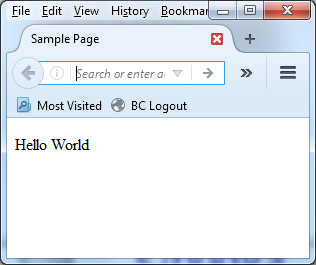 File Edit View History Bookmar
Sample Page
Search or enter a
Most Visited BC Logout
Hello World